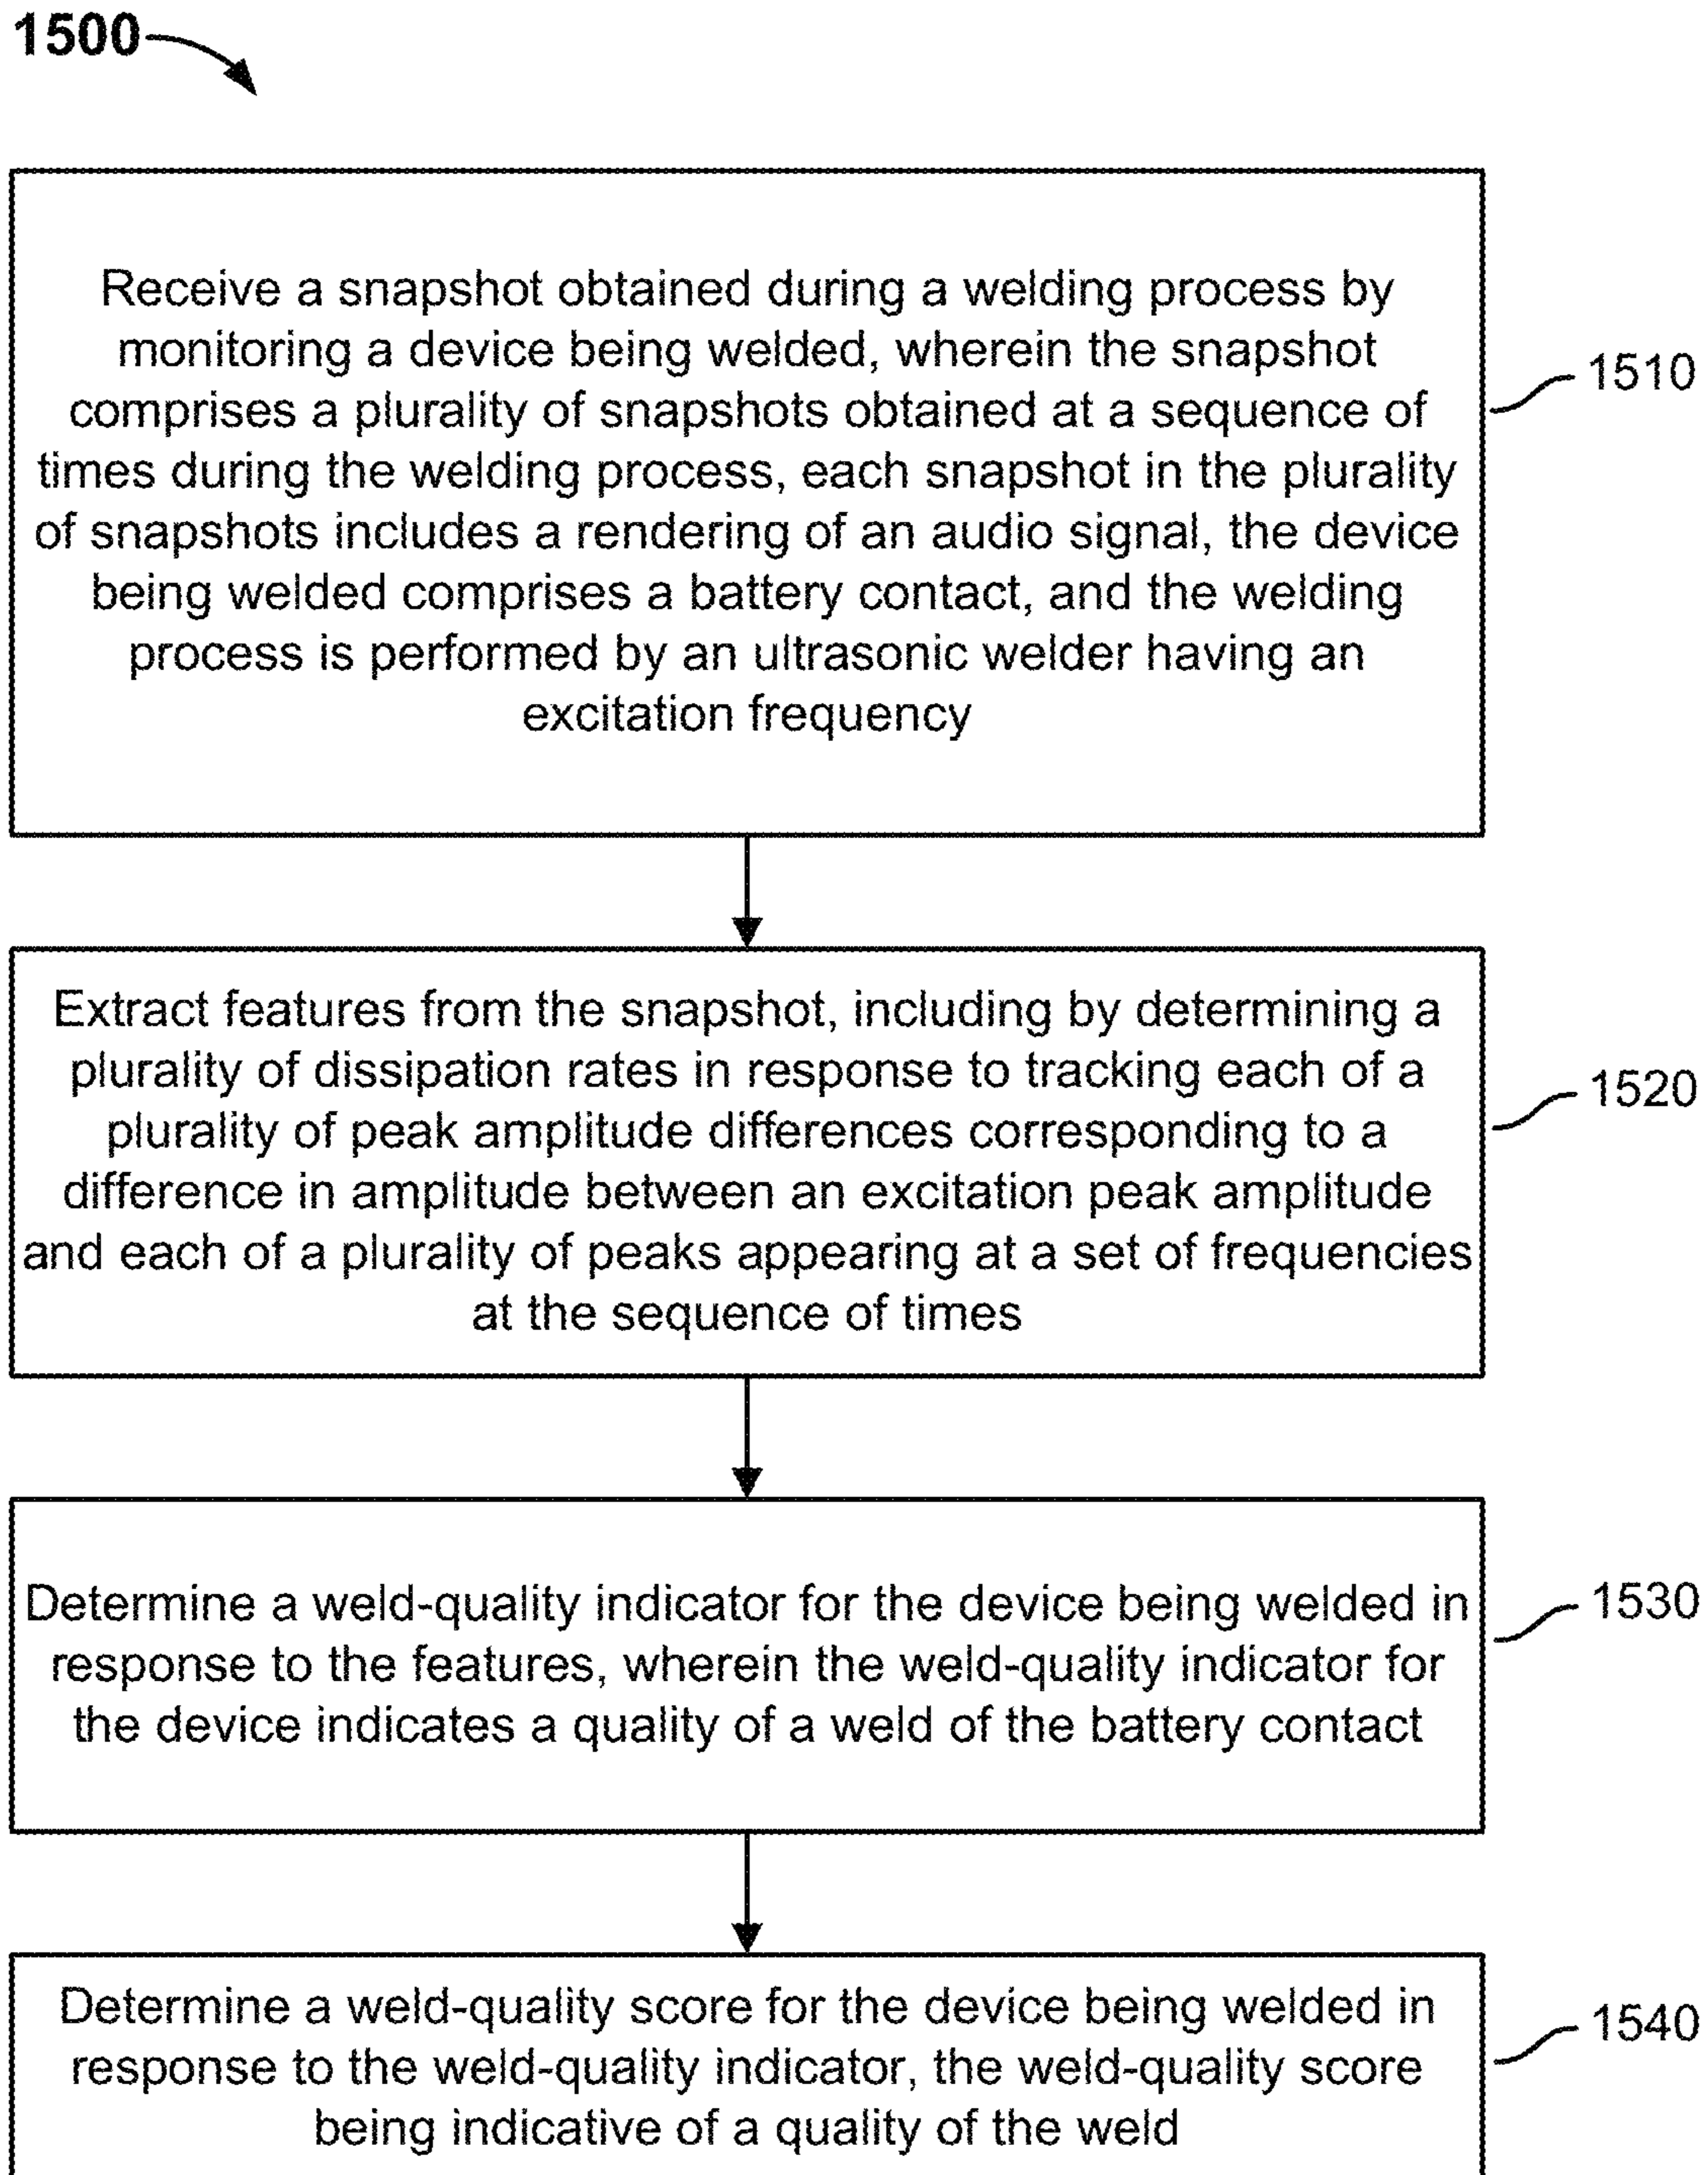 1500
Receive a snapshot obtained during a welding process by
monitoring a device being welded, wherein the snapshot
comprises a plurality of snapshots obtained at a sequence of
times during the welding process, each snapshot in the plurality
of snapshots includes a rendering of an audio signal, the device
being welded comprises a battery contact, and the welding
process is performed by an ultrasonic welder having an
excitation frequency
1510
Extract features from the snapshot, including by determining a
plurality of dissipation rates in response to tracking each of a
plurality of peak amplitude differences corresponding to a
difference in amplitude between an excitation peak amplitude
and each of a plurality of peaks appearing at a set of frequencies
at the sequence of times
1520
Determine a weld-quality indicator for the device being welded in
response to the features, wherein the weld-quality indicator for
the device indicates a quality of a weld of the battery contact
1530
Determine a weld-quality score for the device being welded in
response to the weld-quality indicator, the weld-quality score
being indicative of a quality of the weld
1540